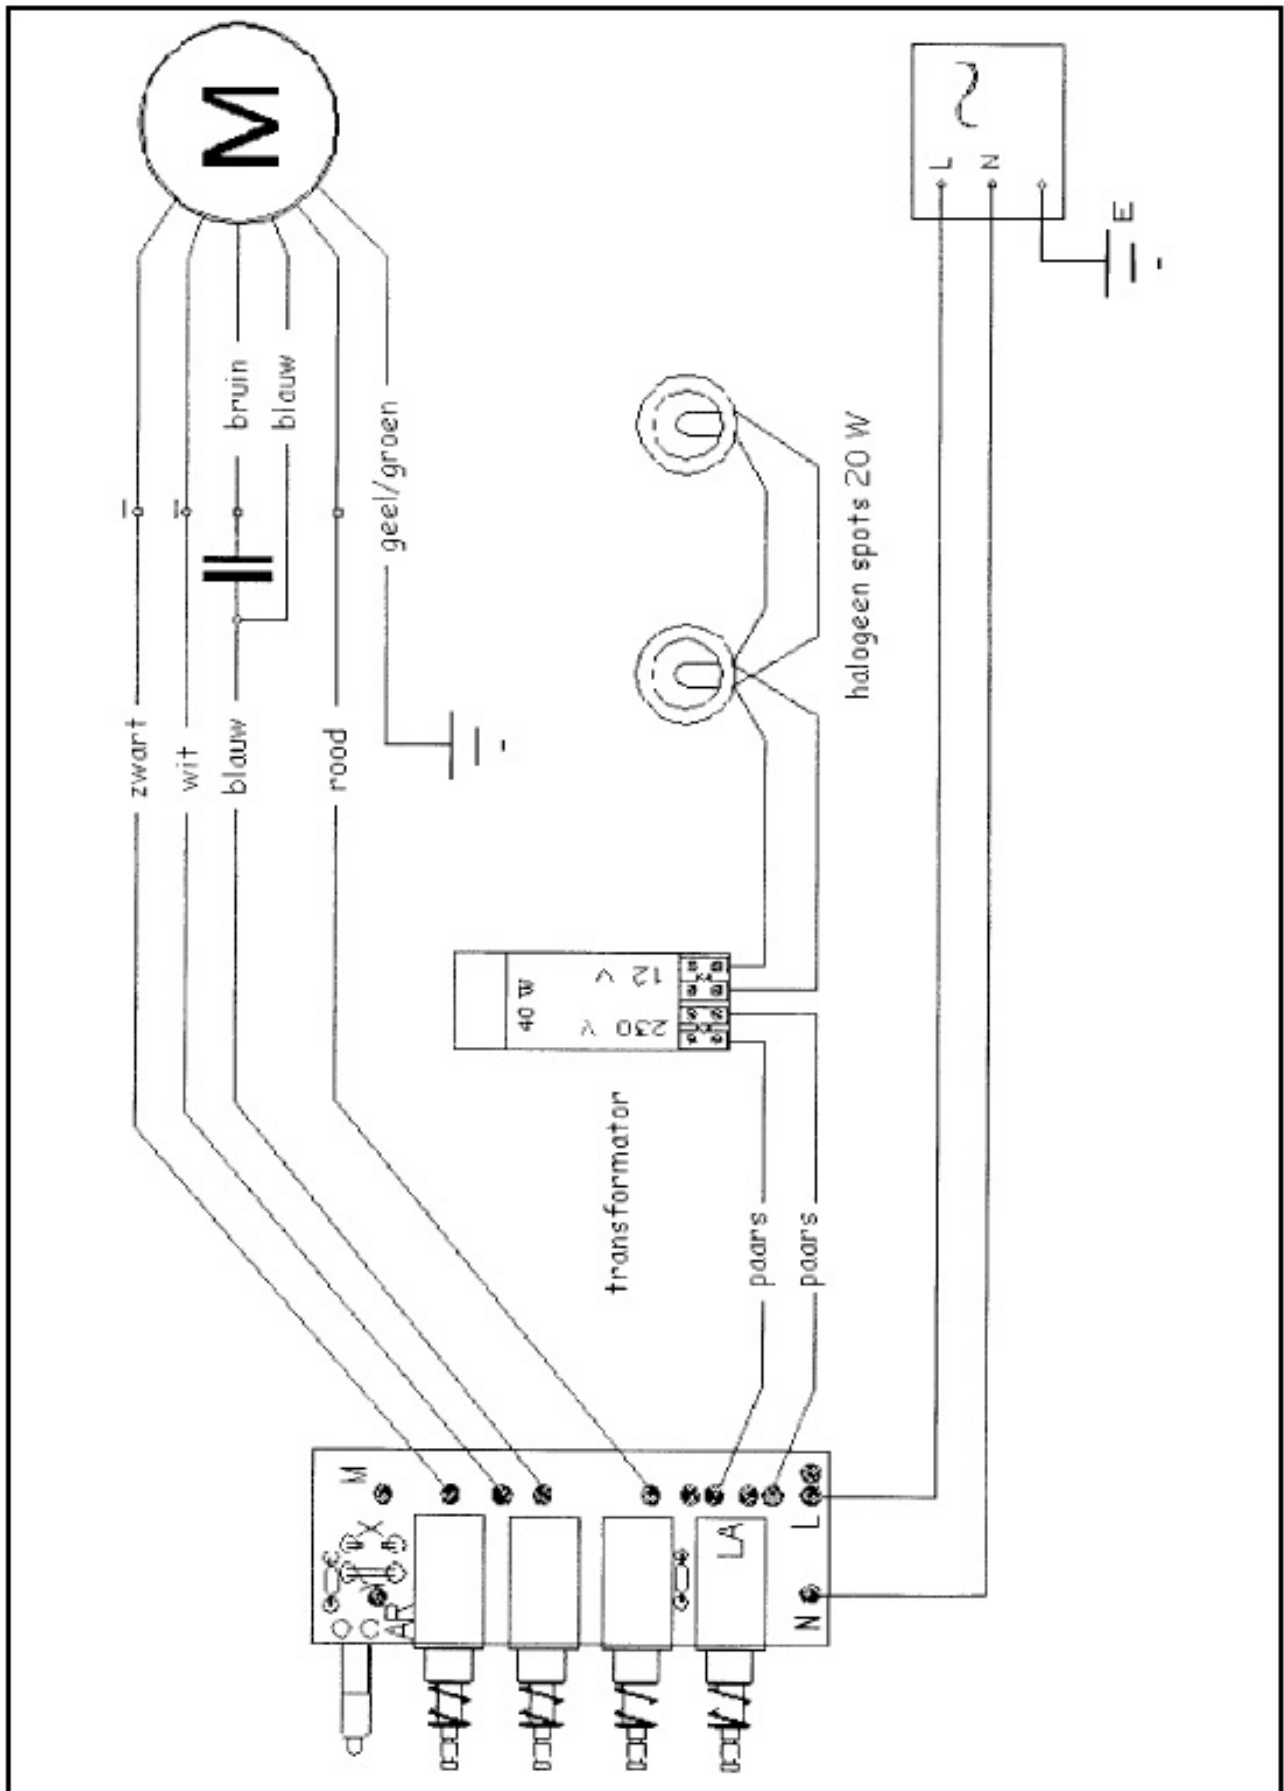 M
L
N
E
bruin
blauw
geel/groen
zwart
wit
blauw
rood
halogeen spots 20 W
40 W
12 V
230 V
transformator
paars
paars
M
AR
LA
L
N